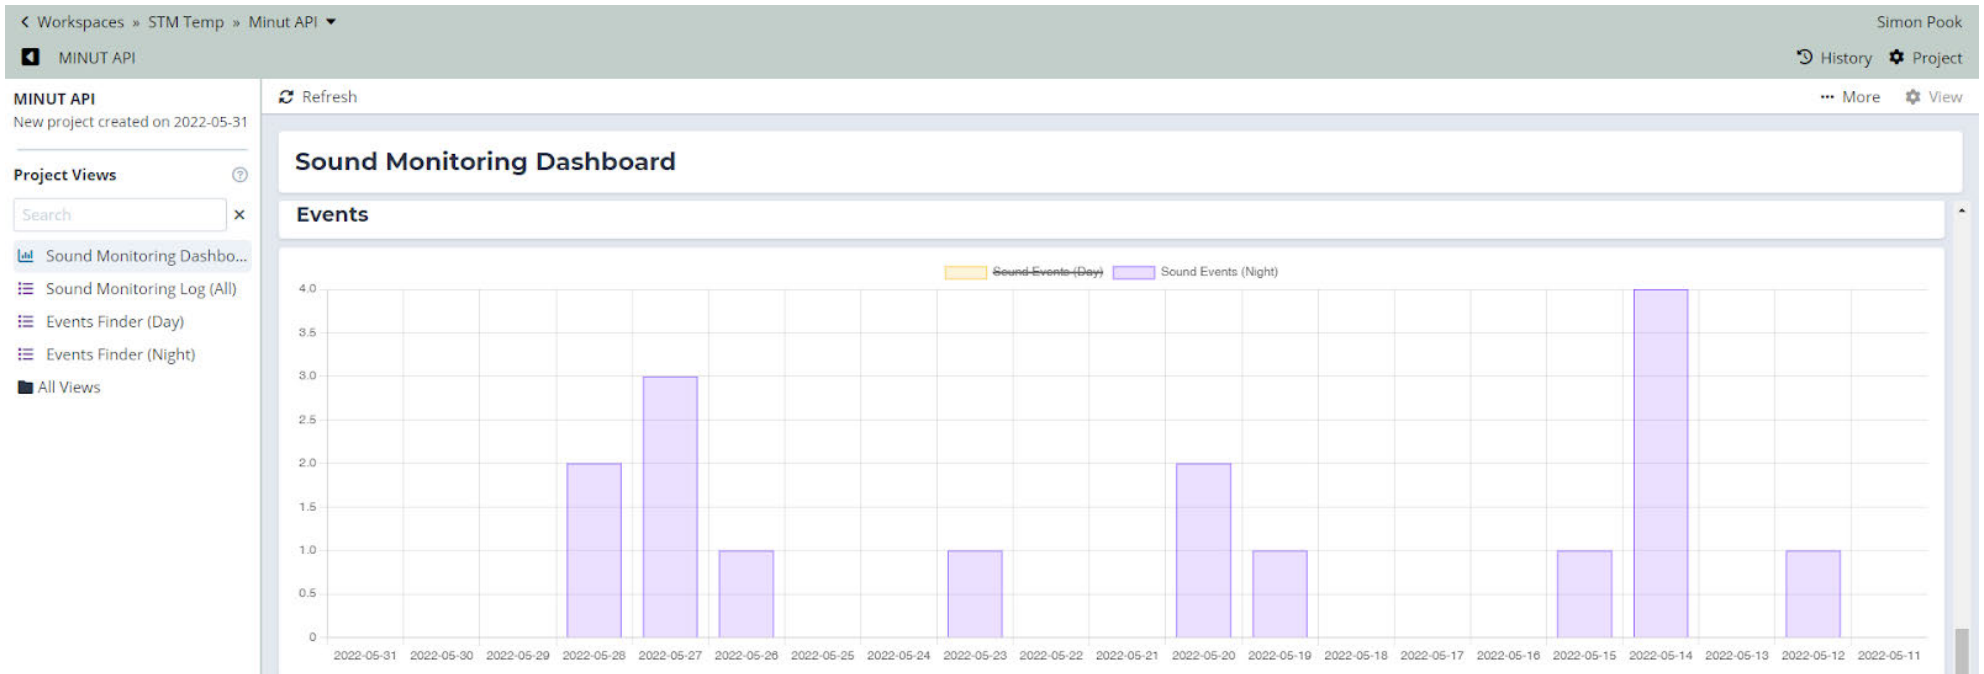 Workspaces » STM Temp » Minut API
Simon Pook
MINUT API
History Project
MINUT API
New project created on 2022-05-31
Project Views
Search
Sound Monitoring Dashbo...
Sound Monitoring Log (All)
Events Finder (Day)
Events Finder (Night)
All Views
Refresh
More View
Sound Monitoring Dashboard
Events
Sound Events (Day) Sound Events (Night)
4.0
3.5
3.0
2.5
2.0
1.5
1.0
0.5
0
2022-05-31 2022-05-30 2022-05-29 2022-05-28 2022-05-27 2022-05-26 2022-05-25 2022-05-24 2022-05-23 2022-05-22 2022-05-21 2022-05-20 2022-05-19 2022-05-18 2022-05-17 2022-05-16 2022-05-15 2022-05-14 2022-05-13 2022-05-12 2022-05-11